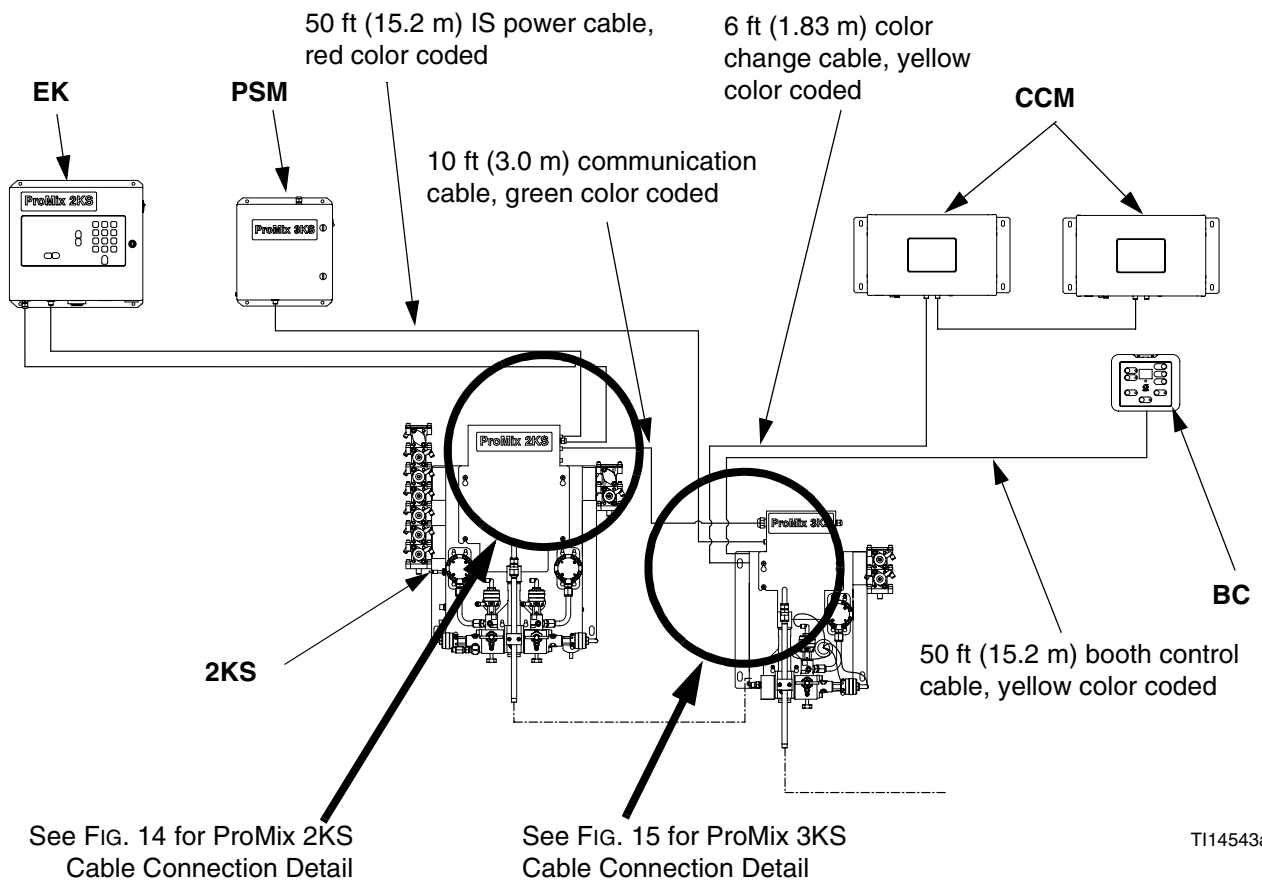 50 ft (15.2 m) IS power cable,
red color coded
6 ft (1.83 m) color
change cable, yellow
color coded
EK
PSM
CCM
10 ft (3.0 m) communication
cable, green color coded
ProMix 2KS
ProMix 3KS
ProMix 2KS
ProMix 3KS
BC
2KS
50 ft (15.2 m) booth control
cable, yellow color coded
See FIG. 14 for ProMix 2KS
Cable Connection Detail
See FIG. 15 for ProMix 3KS
Cable Connection Detail
TI14543a